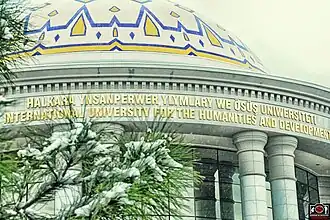 HALKARA YNSANPERWER YLYMLARY WE ÖSÜŞ UNIWERSITETI
INTERNATIONAL UNIVERSITY FOR THE HUMANITIES AND DEVELOPMENT